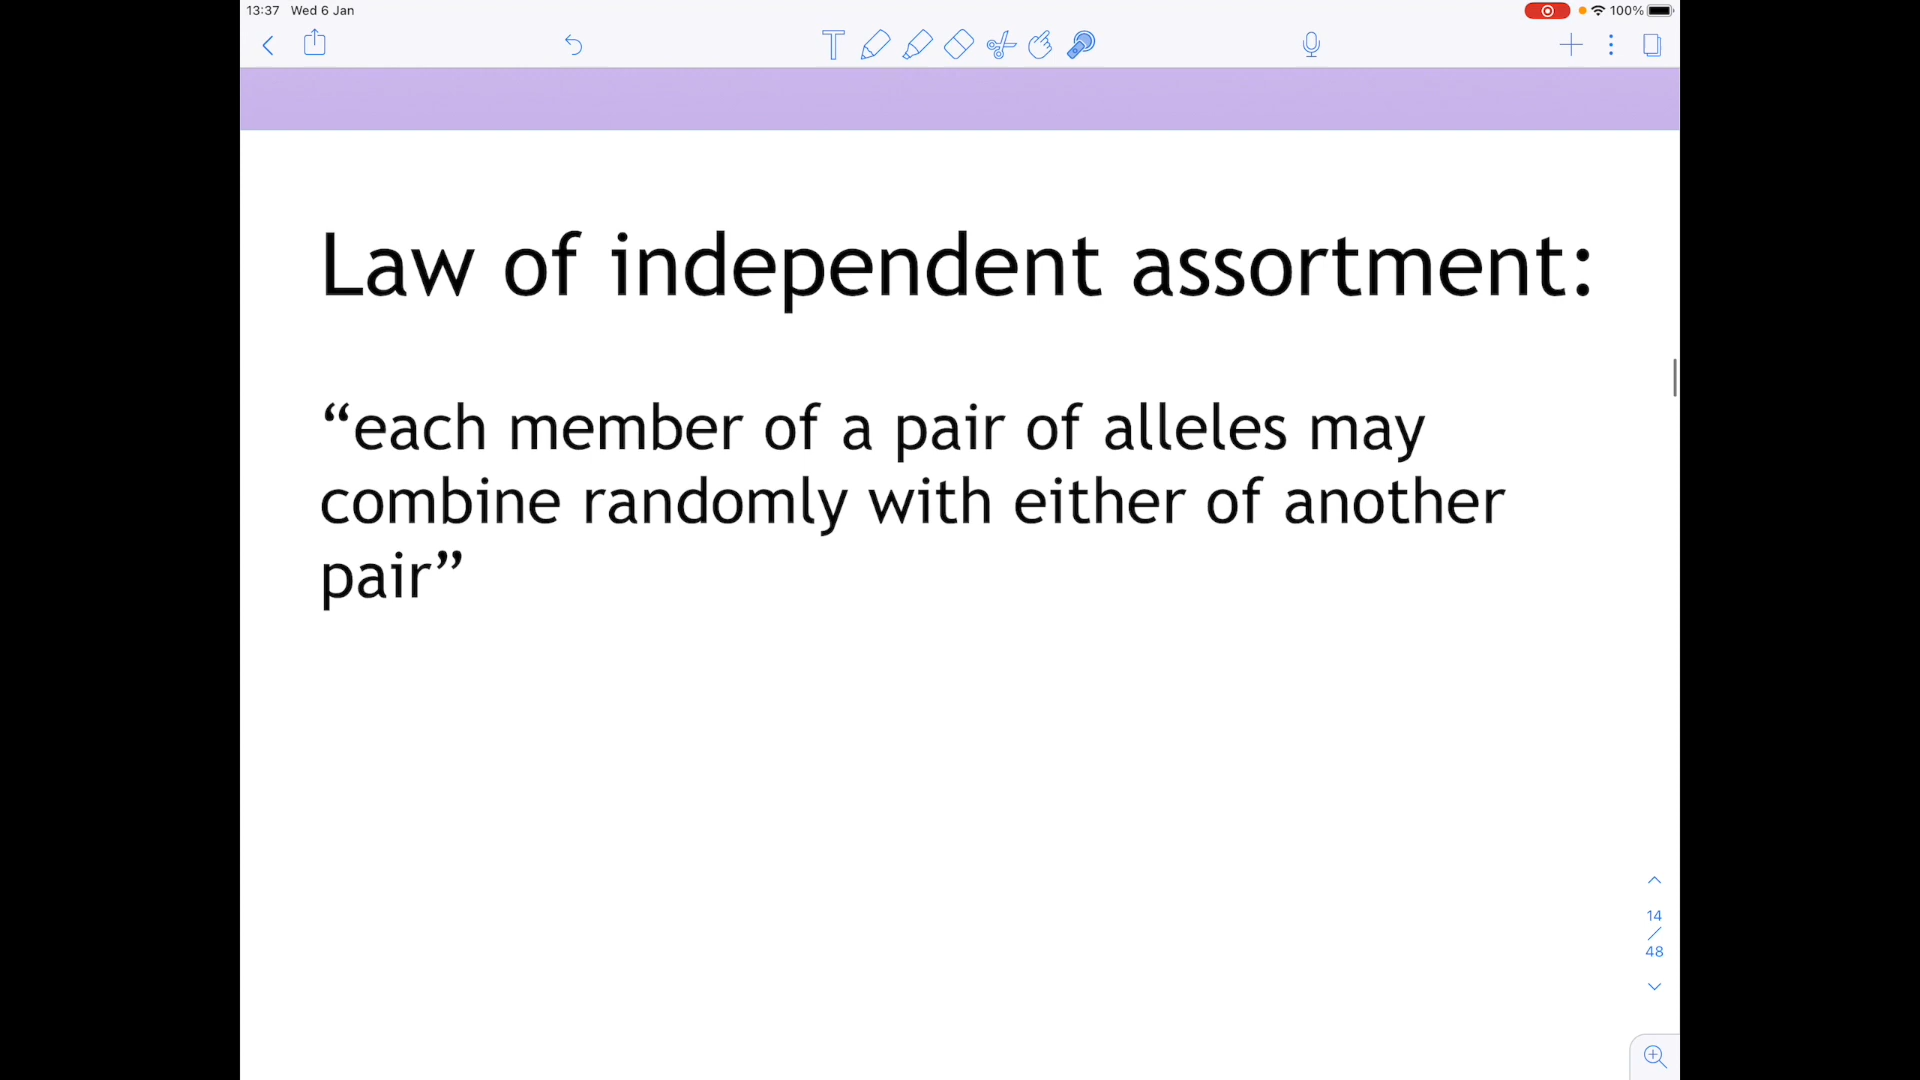 13:37 Wed 6 Jan
100%
T
Law of independent assortment:
“each member of a pair of alleles may
combine randomly with either of another
pair”
14
48